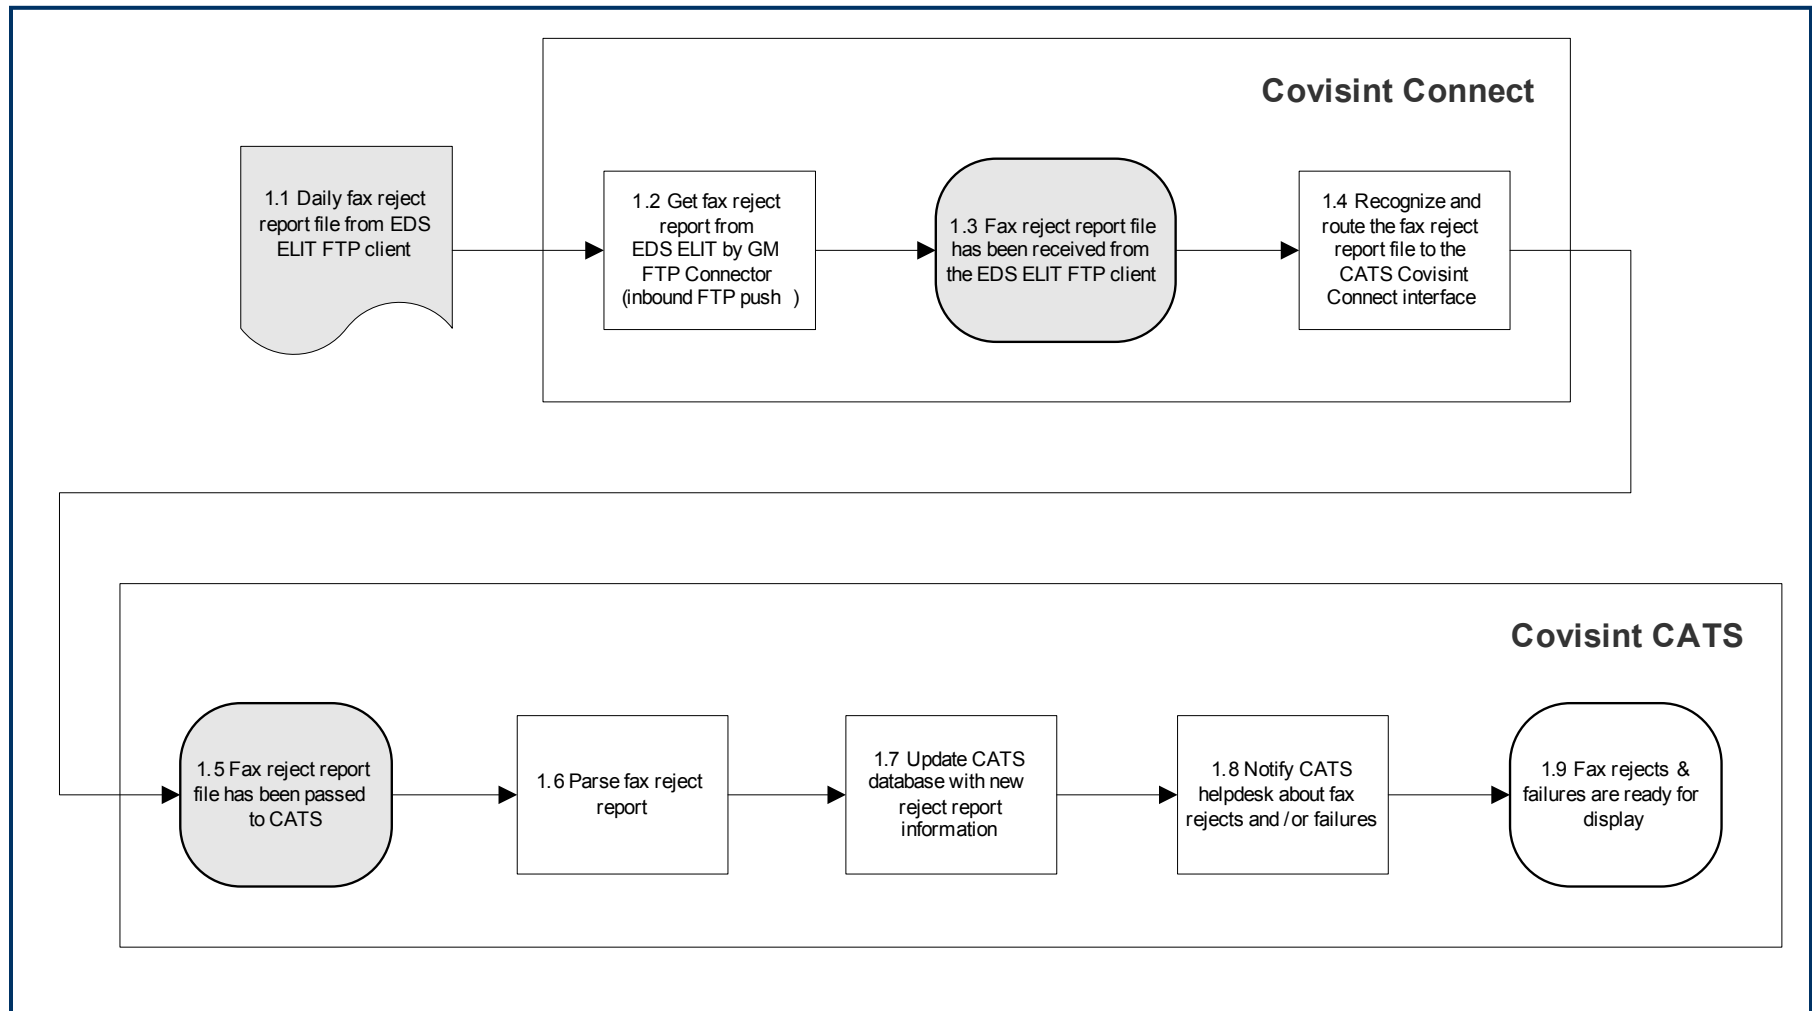 Covisint Connect
1.1 Daily fax reject
report file from EDS
ELIT FTP client
1.2 Get fax reject
report from
EDS ELIT by GM
FTP Connector
(inbound FTP push )
1.3 Fax reject report file
has been received from
the EDS ELIT FTP client
1.4 Recognize and
route the fax reject
report file to the
CATS Covisint
Connect interface
Covisint CATS
1.5 Fax reject report
file has been passed
to CATS
1.6 Parse fax reject
report
1.7 Update CATS
database with new
reject report
information
1.8 Notify CATS
helpdesk about fax
rejects and /or failures
1.9 Fax rejects &
failures are ready for
display